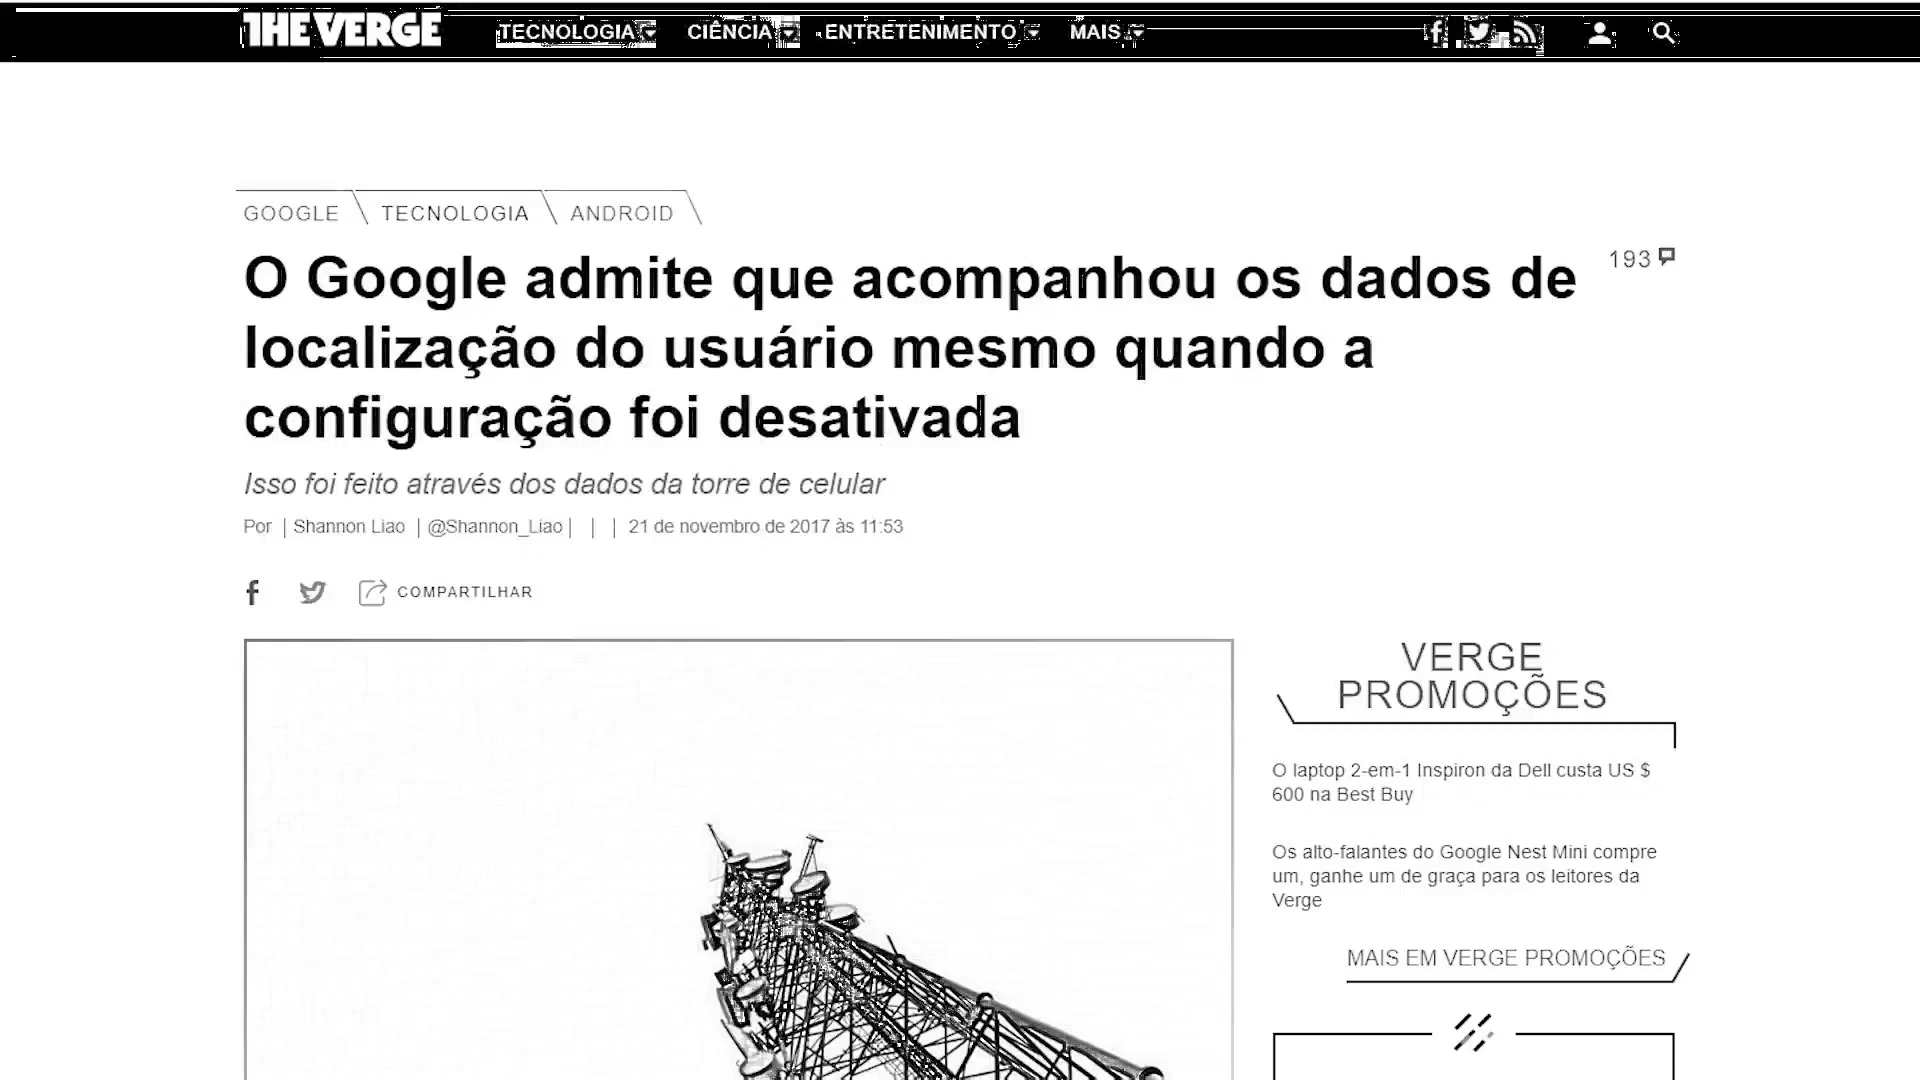 THE VERGE
TECNOLOGIA CIÊNCIA ENTRETENIMENTO MAIS
GOOGLE TECNOLOGIA ANDROID
O Google admite que acompanhou os dados de
localização do usuário mesmo quando a
configuração foi desativada
193
Isso foi feito através dos dados da torre de celular
Por | Shannon Liao | @Shannon_Liao | | | 21 de novembro de 2017 às 11:53
COMPARTILHAR
VERGE
PROMOÇÕES
O laptop 2-em-1 Inspiron da Dell custa US $
600 na Best Buy
Os alto-falantes do Google Nest Mini compre
um, ganhe um de graça para os leitores da
Verge
MAIS EM VERGE PROMOÇÕES